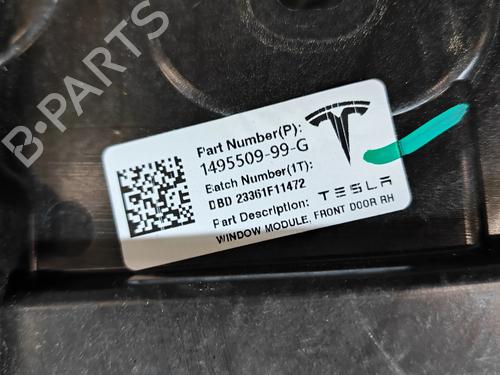 B-PARTS
Part Number(P):
1495509-99-G
Batch Number(1T):
DBD 23361F11472
Part Description: TESLA
WINDOW MODULE, FRONT DOOR RH